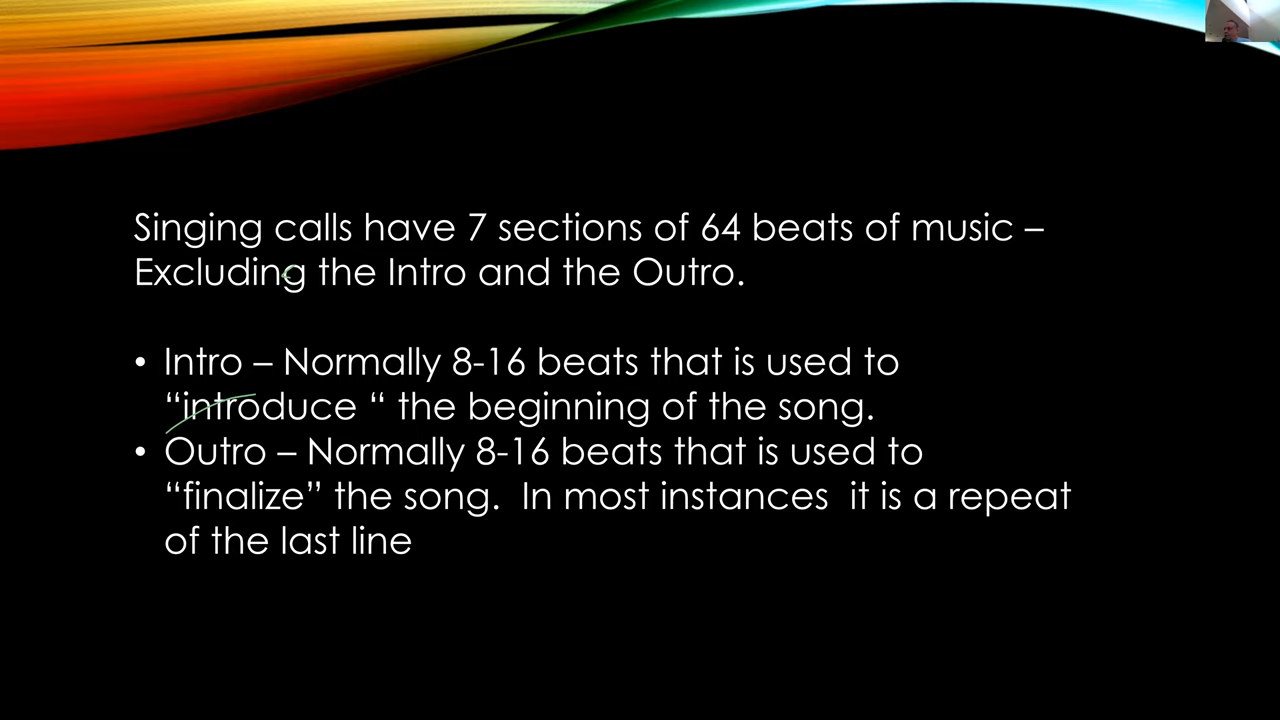 Singing calls have 7 sections of 64 beats of music –
Excluding the Intro and the Outro.
• Intro – Normally 8-16 beats that is used to
“introduce “ the beginning of the song.
• Outro – Normally 8-16 beats that is used to
“finalize” the song.  In most instances  it is a repeat
of the last line